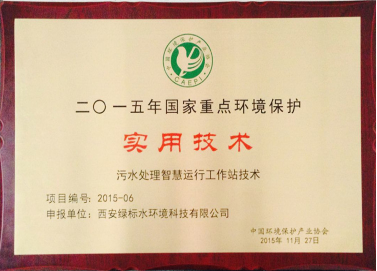 CAEPI
二〇一五年国家重点环境保护
实用技术
污水处理智慧运行工作站技术
项目编号：2015-06
申报单位：西安绿标水环境科技有限公司
中国环境保护产业协会
2015年 11月 27日